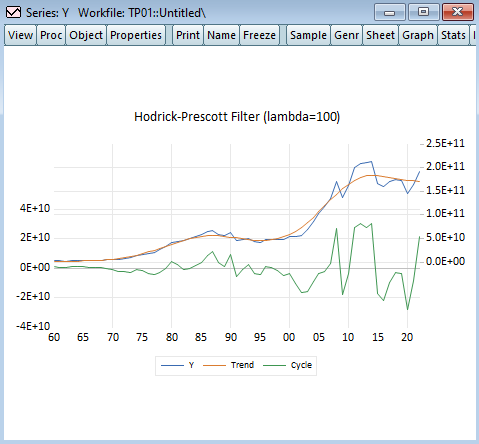 Series: Y   Workfile: TP01::Untitled\
View Proc Object Properties Print Name Freeze Sample Genr Sheet Graph Stats
Hodrick-Prescott Filter (lambda=100)
2.5E+11
2.0E+11
1.5E+11
1.0E+11
5.0E+10
0.0E+00
4E+10
2E+10
0E+00
-2E+10
-4E+10
60 65 70 75 80 85 90 95 00 05 10 15 20
Y Trend Cycle